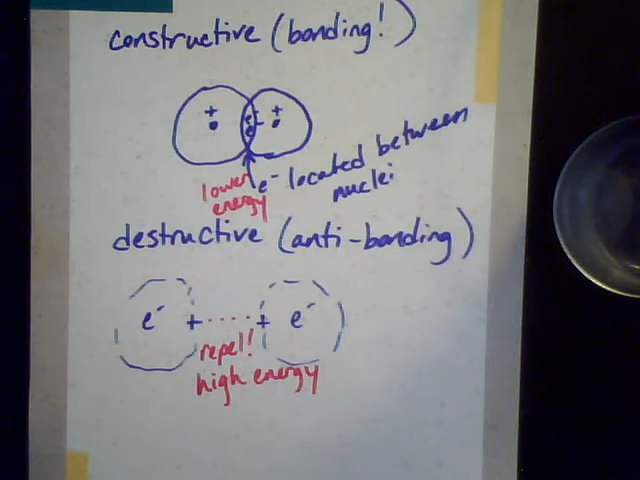 constructive (bonding!)
+ +
e- e-
lower energy
e- located between nuclei
destructive (anti-bonding)
e- + ..... + e-
repel!
high energy